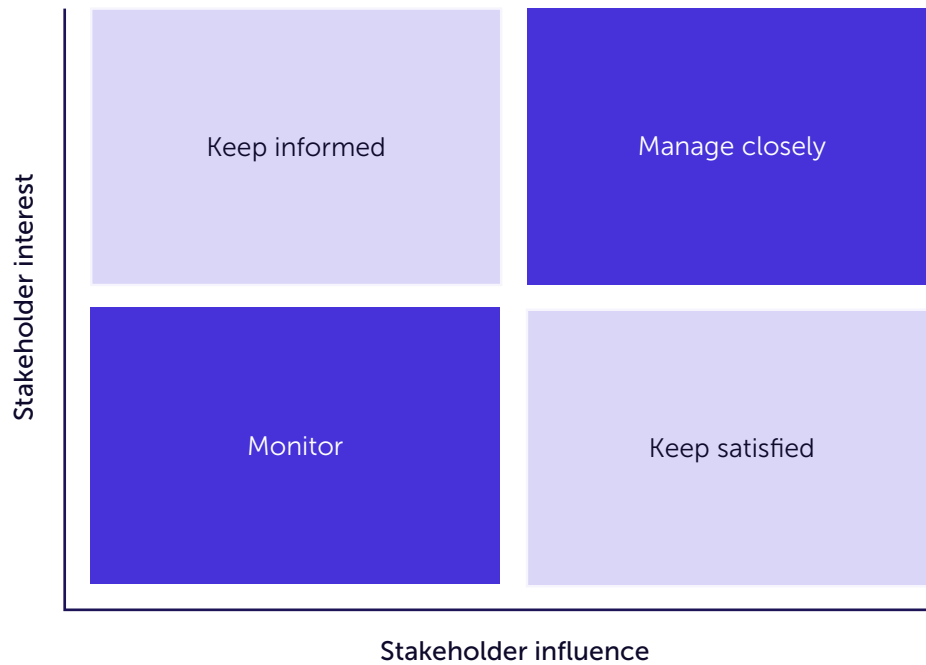 Stakeholder interest
Keep informed
Manage closely
Monitor
Keep satisfied
Stakeholder influence